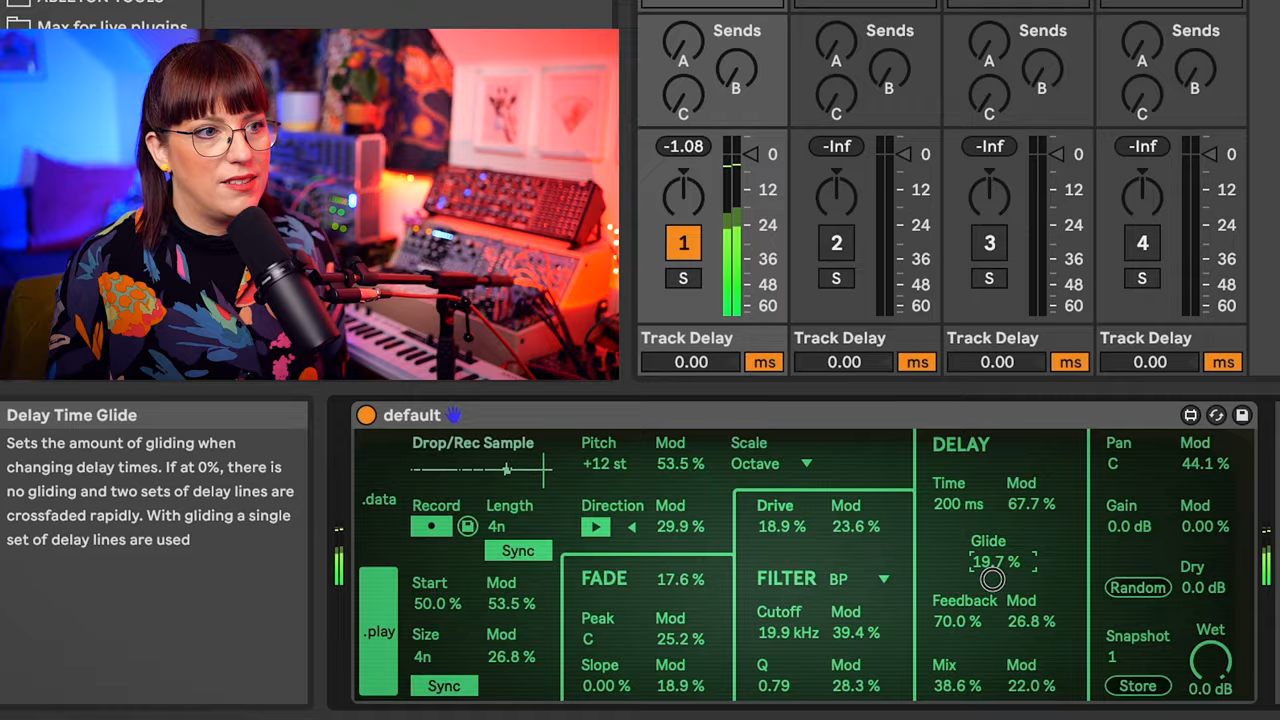 ABLETON TOOLS
Max for live plugins
Sends
A
B
C
Sends
A
B
C
Sends
A
B
C
Sends
A
B
C
-1.08
0
12
24
36
48
60
1
S
-Inf
0
12
24
36
48
60
2
S
-Inf
0
12
24
36
48
60
3
S
-Inf
0
12
24
36
48
60
4
S
Track Delay
0.00 ms
Track Delay
0.00 ms
Track Delay
0.00 ms
Track Delay
0.00 ms
Delay Time Glide
Sets the amount of gliding when
changing delay times. If at 0%, there is
no gliding and two sets of delay lines are
crossfaded rapidly. With gliding a single
set of delay lines are used
default
.data
.play
Drop/Rec Sample
Record
Length
4n
Sync
Start Mod
50.0 % 53.5 %
Size Mod
4n 26.8 %
Sync
Pitch Mod
+12 st 53.5 %
Scale
Octave
Direction Mod
29.9 %
FADE 17.6 %
Peak Mod
C 25.2 %
Slope Mod
0.00 % 18.9 %
Drive Mod
18.9 % 23.6 %
FILTER BP
Cutoff Mod
19.9 kHz 39.4 %
Q Mod
0.79 28.3 %
DELAY
Time Mod
200 ms 67.7 %
Glide
19.7 %
Feedback Mod
70.0 % 26.8 %
Mix Mod
38.6 % 22.0 %
Pan Mod
C 44.1 %
Gain Mod
0.0 dB 0.00 %
Random
Dry
0.0 dB
Snapshot
1
Store
Wet
0.0 dB